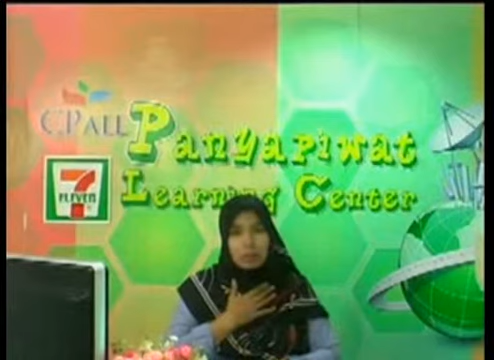 CPALL
Panyapiwat
7
ELEVEN
Learning Center